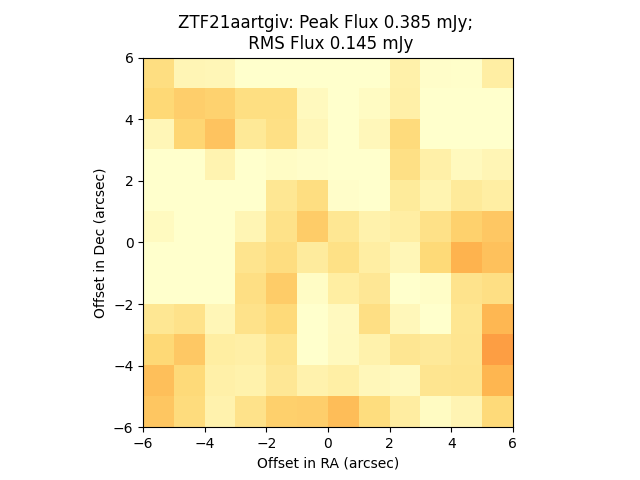 ZTF21aartgiv: Peak Flux 0.385 mJy;
RMS Flux 0.145 mJy
6
4
2
0
−2
−4
−6
Offset in Dec (arcsec)
−6 −4 −2 0 2 4 6
Offset in RA (arcsec)